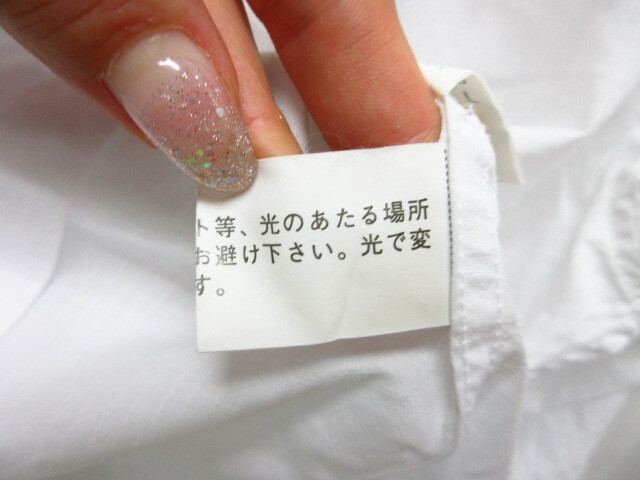 ト等、光のあたる場所
お避け下さい。光で変
す。